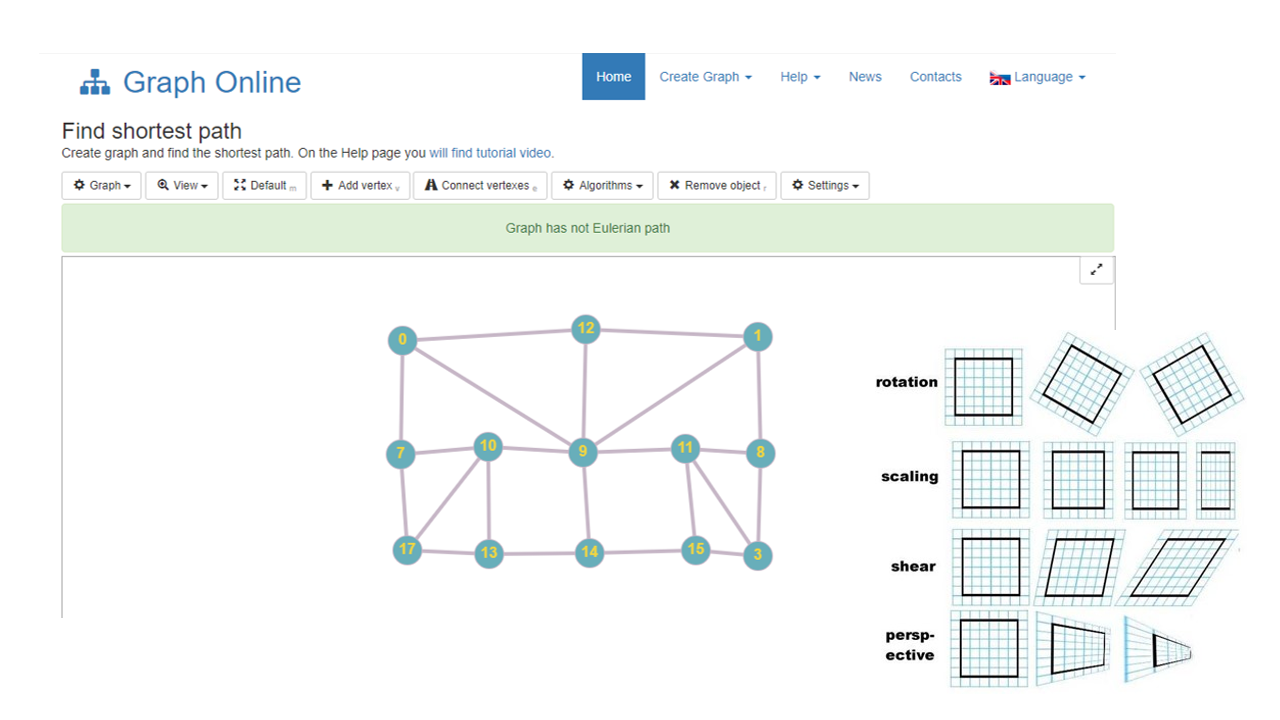 Graph Online
Home Create Graph Help News Contacts Language
Find shortest path
Create graph and find the shortest path. On the Help page you will find tutorial video.
Graph View Default m Add vertex v Connect vertexes e Algorithms Remove object r Settings
Graph has not Eulerian path
0 12 1
7 10 9 11 8
17 13 14 15 3
rotation
scaling
shear
persp-
ective